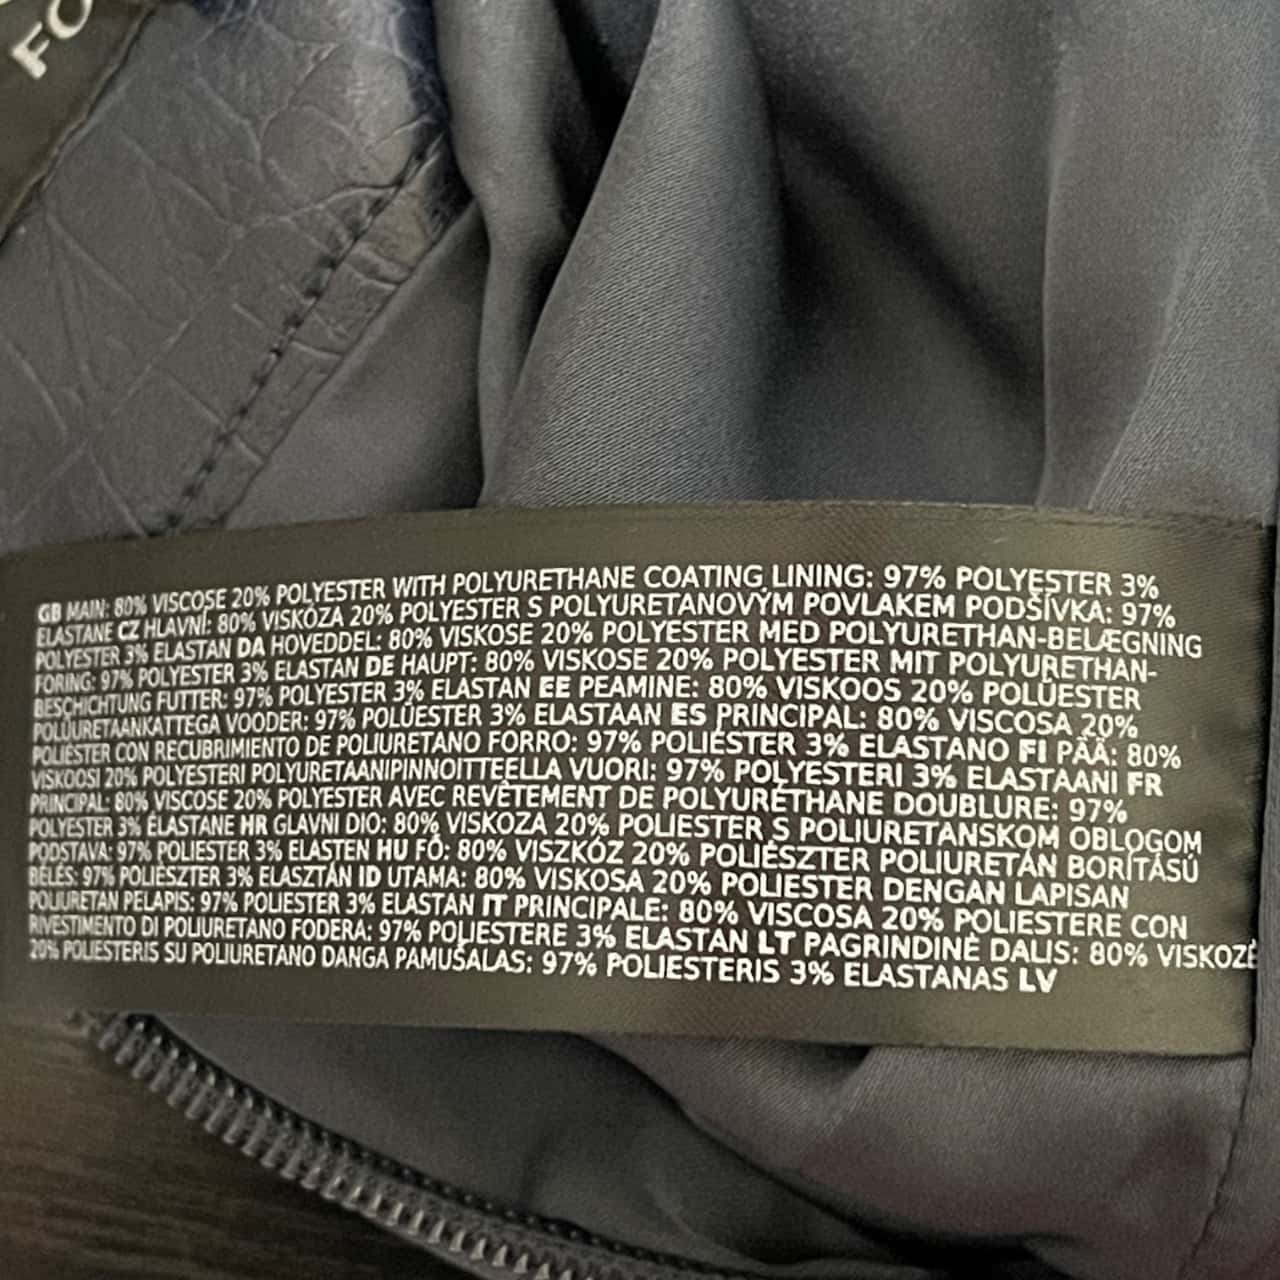 FO
GB MAIN: 80% VISCOSE 20% POLYESTER WITH POLYURETHANE COATING LINING: 97% POLYESTER 3%
ELASTANE CZ HLAVNÍ: 80% VISKÓZA 20% POLYESTER S POLYURETANOVÝM POVLAKEM PODŠÍVKA: 97%
POLYESTER 3% ELASTAN DA HOVEDDEL: 80% VISKOSE 20% POLYESTER MED POLYURETHAN-BELÆGNING
FORING: 97% POLYESTER 3% ELASTAN DE HAUPT: 80% VISKOSE 20% POLYESTER MIT POLYURETHAN-
BESCHICHTUNG FUTTER: 97% POLYESTER 3% ELASTAN EE PEAMINE: 80% VISKOOS 20% POLÜESTER
POLÜURETAANKATTEGA VOODER: 97% POLÜESTER 3% ELASTAAN ES PRINCIPAL: 80% VISCOSA 20%
POLIÉSTER CON RECUBRIMIENTO DE POLIURETANO FORRO: 97% POLIÉSTER 3% ELASTANO FI PÄÄ: 80%
VISKOOSI 20% POLYESTERI POLYURETAANIPINNOITTEELLA VUORI: 97% POLYESTERI 3% ELASTAANI FR
PRINCIPAL: 80% VISCOSE 20% POLYESTER AVEC REVÊTEMENT DE POLYURÉTHANE DOUBLURE: 97%
POLYESTER 3% ÉLASTANE HR GLAVNI DIO: 80% VISKOZA 20% POLIESTER S POLIURETANSKOM OBLOGOM
PODSTAVA: 97% POLIESTER 3% ELASTEN HU FŐ: 80% VISZKÓZ 20% POLIÉSZTER POLIURETÁN BORÍTÁSÚ
BÉLÉS: 97% POLIÉSZTER 3% ELASZTÁN ID UTAMA: 80% VISKOSA 20% POLIESTER DENGAN LAPISAN
POLIURETAN PELAPIS: 97% POLIESTER 3% ELASTAN IT PRINCIPALE: 80% VISCOSA 20% POLIESTERE CON
RIVESTIMENTO DI POLIURETANO FODERA: 97% POLIESTERE 3% ELASTAN LT PAGRINDINĖ DALIS: 80% VISKOZĖ
20% POLIESTERIS SU POLIURETANO DANGA PAMUŠALAS: 97% POLIESTERIS 3% ELASTANAS LV